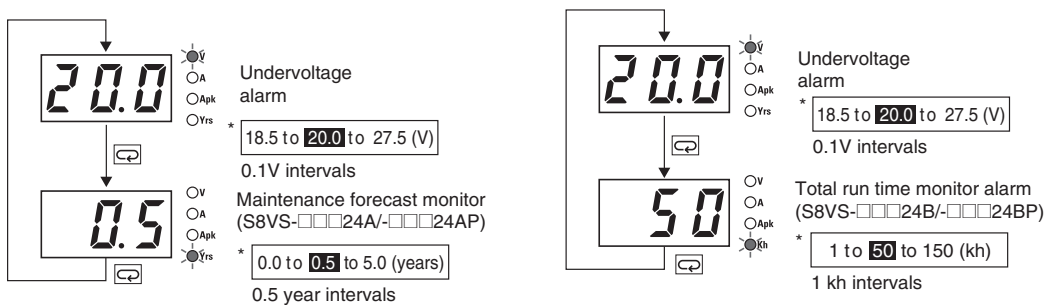 20.0
V
A
Apk
Yrs
Undervoltage
alarm
* 18.5 to 20.0 to 27.5 (V)
0.1V intervals
0.5
V
A
Apk
Yrs
Maintenance forecast monitor
(S8VS-□□□24A/-□□□24AP)
* 0.0 to 0.5 to 5.0 (years)
0.5 year intervals
20.0
V
A
Apk
Yrs
Undervoltage
alarm
* 18.5 to 20.0 to 27.5 (V)
0.1V intervals
50
V
A
Apk
Kh
Total run time monitor alarm
(S8VS-□□□24B/-□□□24BP)
* 1 to 50 to 150 (kh)
1 kh intervals